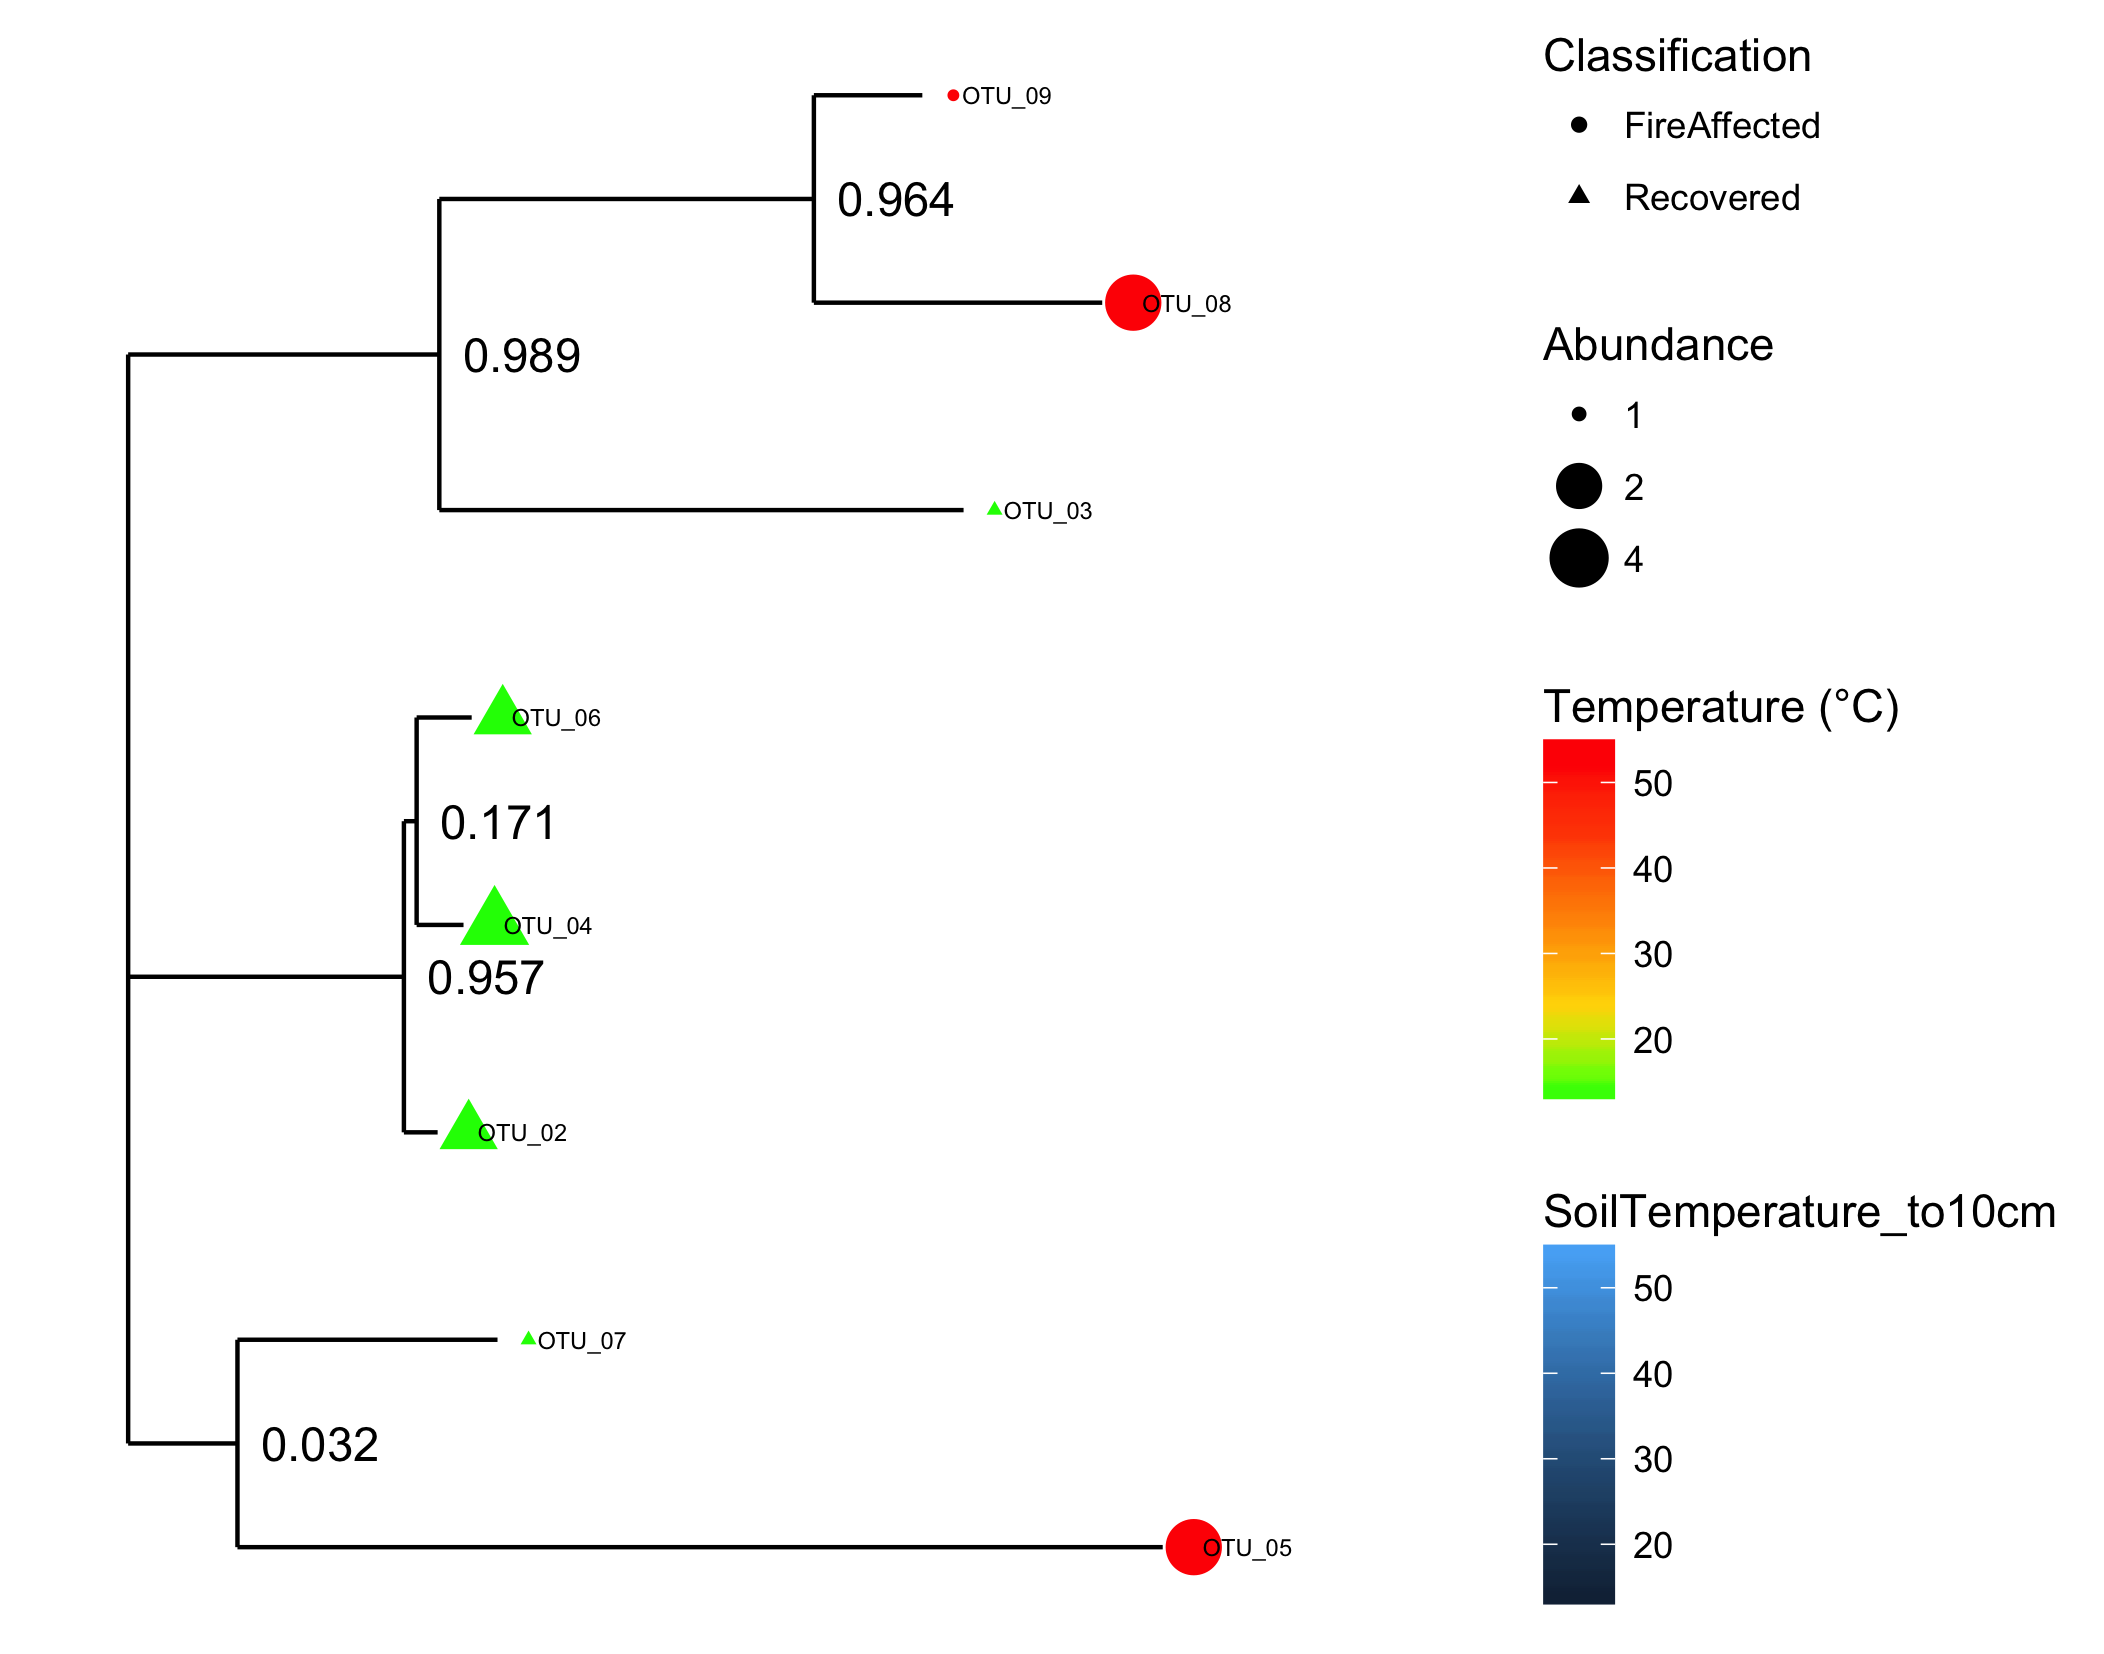 OTU_09
0.964
OTU_08
0.989
OTU_03
OTU_06
0.171
OTU_04
0.957
OTU_02
OTU_07
0.032
OTU_05
Classification
FireAffected
Recovered
Abundance
1
2
4
Temperature (°C)
50
40
30
20
SoilTemperature_to10cm
50
40
30
20